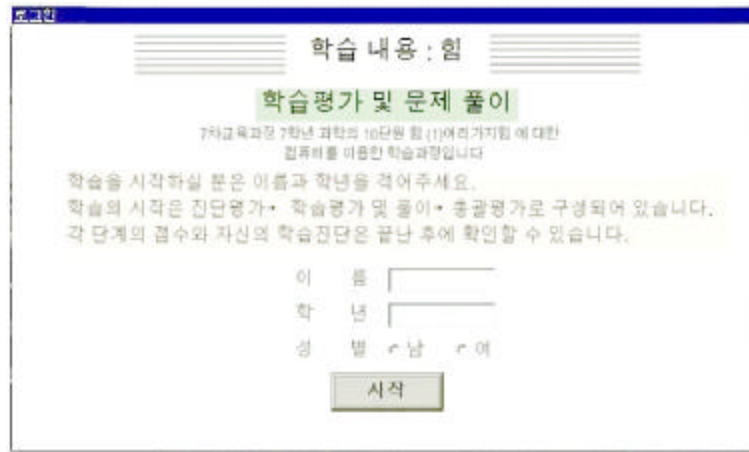 로그인
학습 내용 : 힘
학습평가 및 문제 풀이
7차교육과정 7학년 과학의 10단원 힘 (1)여러가지힘 에 대한
컴퓨터를 이용한 학습과정입니다
학습을 시작하실 분은 이름과 학년을 적어주세요.
학습의 시작은 진단평가→ 학습평가 및 풀이→ 총괄평가로 구성되어 있습니다.
각 단계의 점수와 자신의 학습진단은 끝난 후에 확인할 수 있습니다.
이 름
학 년
성 별 남 여
시작